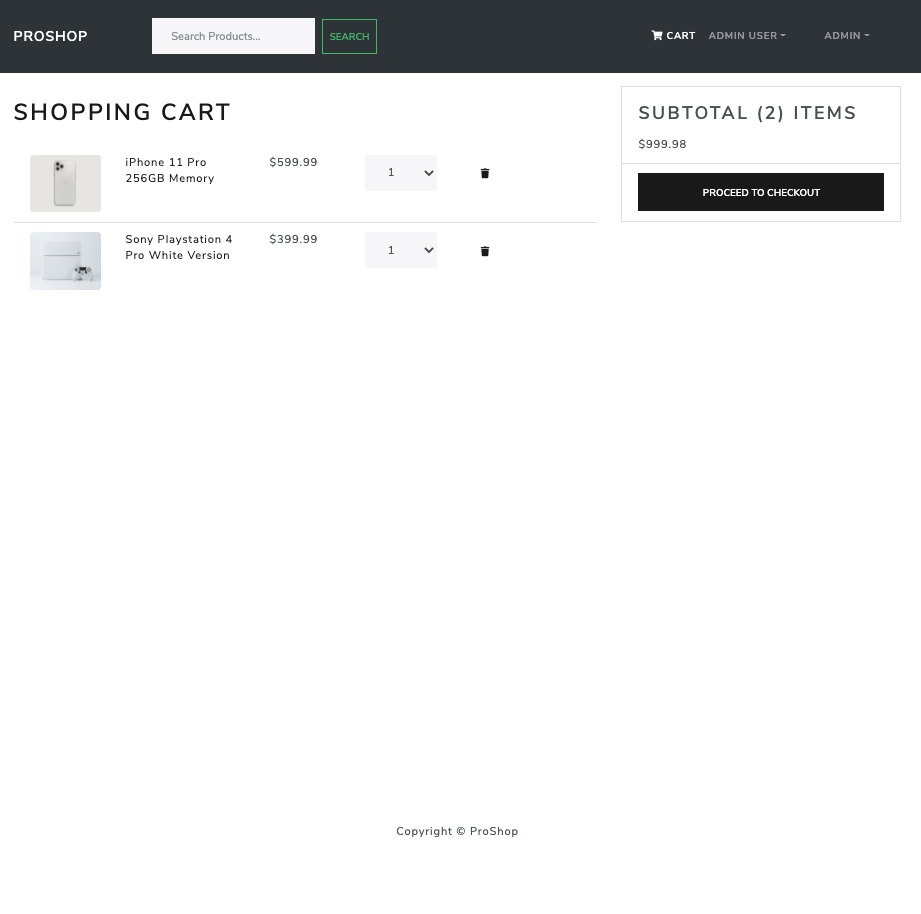 PROSHOP
Search Products...
SEARCH
CART
ADMIN USER
ADMIN
SHOPPING CART
iPhone 11 Pro
256GB Memory
$599.99
1
Sony Playstation 4
Pro White Version
$399.99
1
SUBTOTAL (2) ITEMS
$999.98
PROCEED TO CHECKOUT
Copyright © ProShop